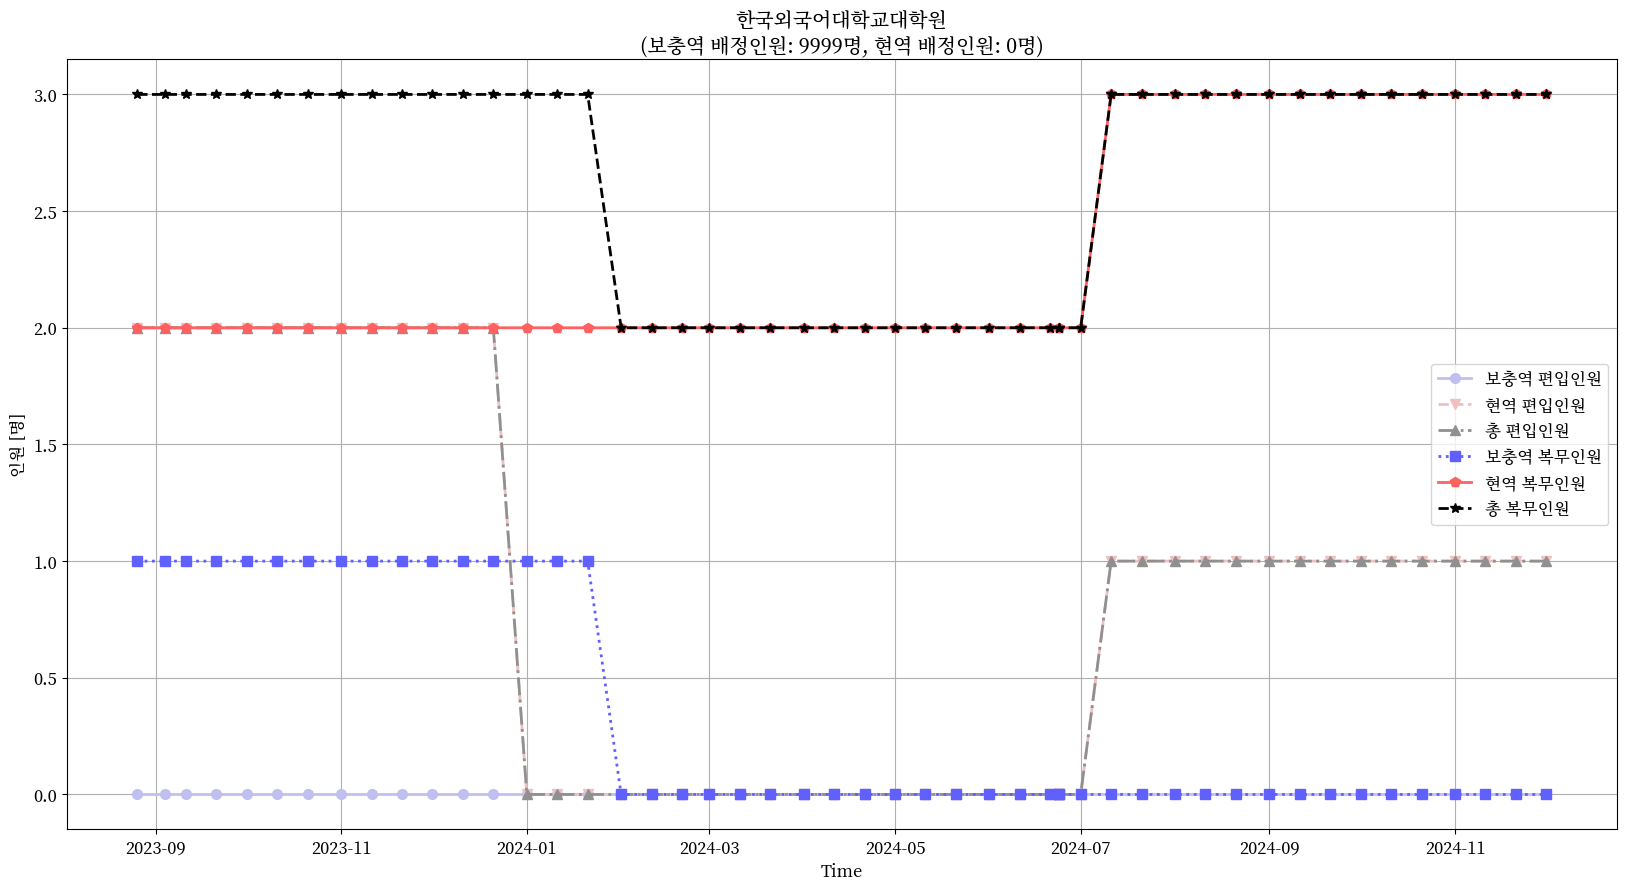 한국외국어대학교대학원
(보충역 배정인원: 9999명, 현역 배정인원: 0명)
3.0
2.5
2.0
1.5
1.0
0.5
0.0
인원 [명]
보충역 편입인원
현역 편입인원
총 편입인원
보충역 복무인원
현역 복무인원
총 복무인원
2023-09
2023-11
2024-01
2024-03
2024-05
2024-07
2024-09
2024-11
Time